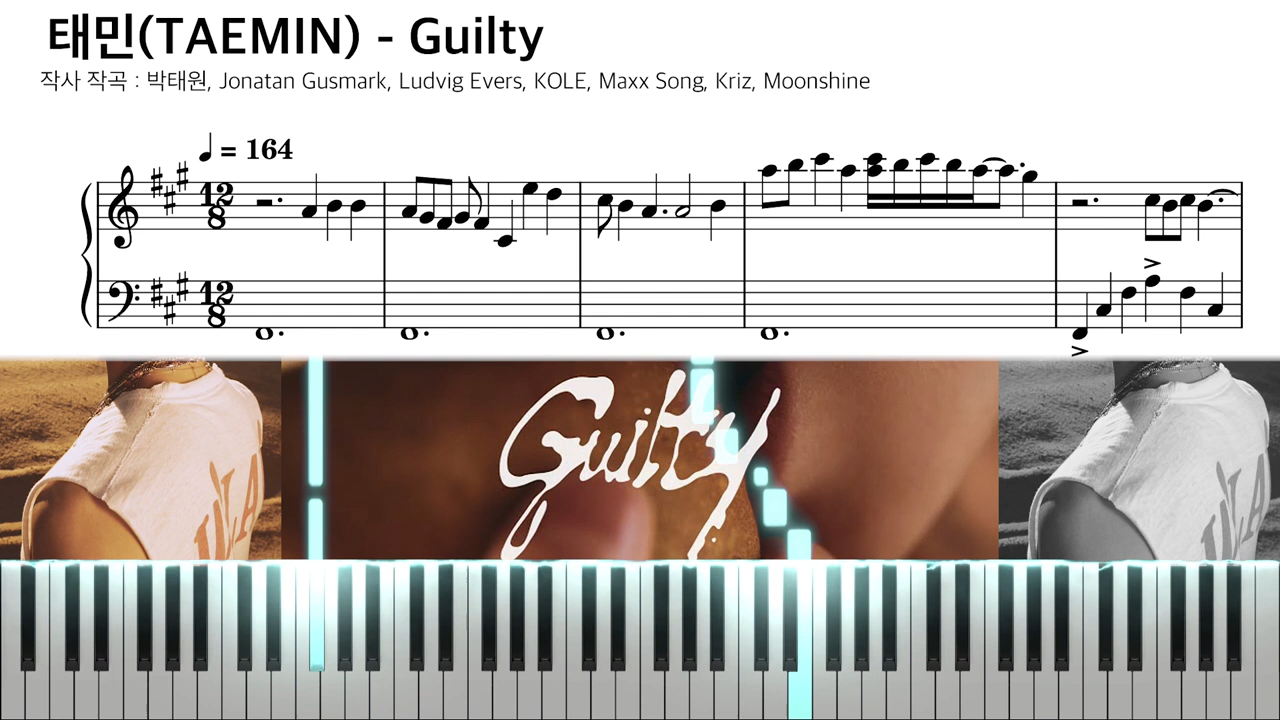 태민(TAEMIN) - Guilty
작사 작곡 : 박태원, Jonatan Gusmark, Ludvig Evers, KOLE, Maxx Song, Kriz, Moonshine
= 164
12
8
12
8
Guilty